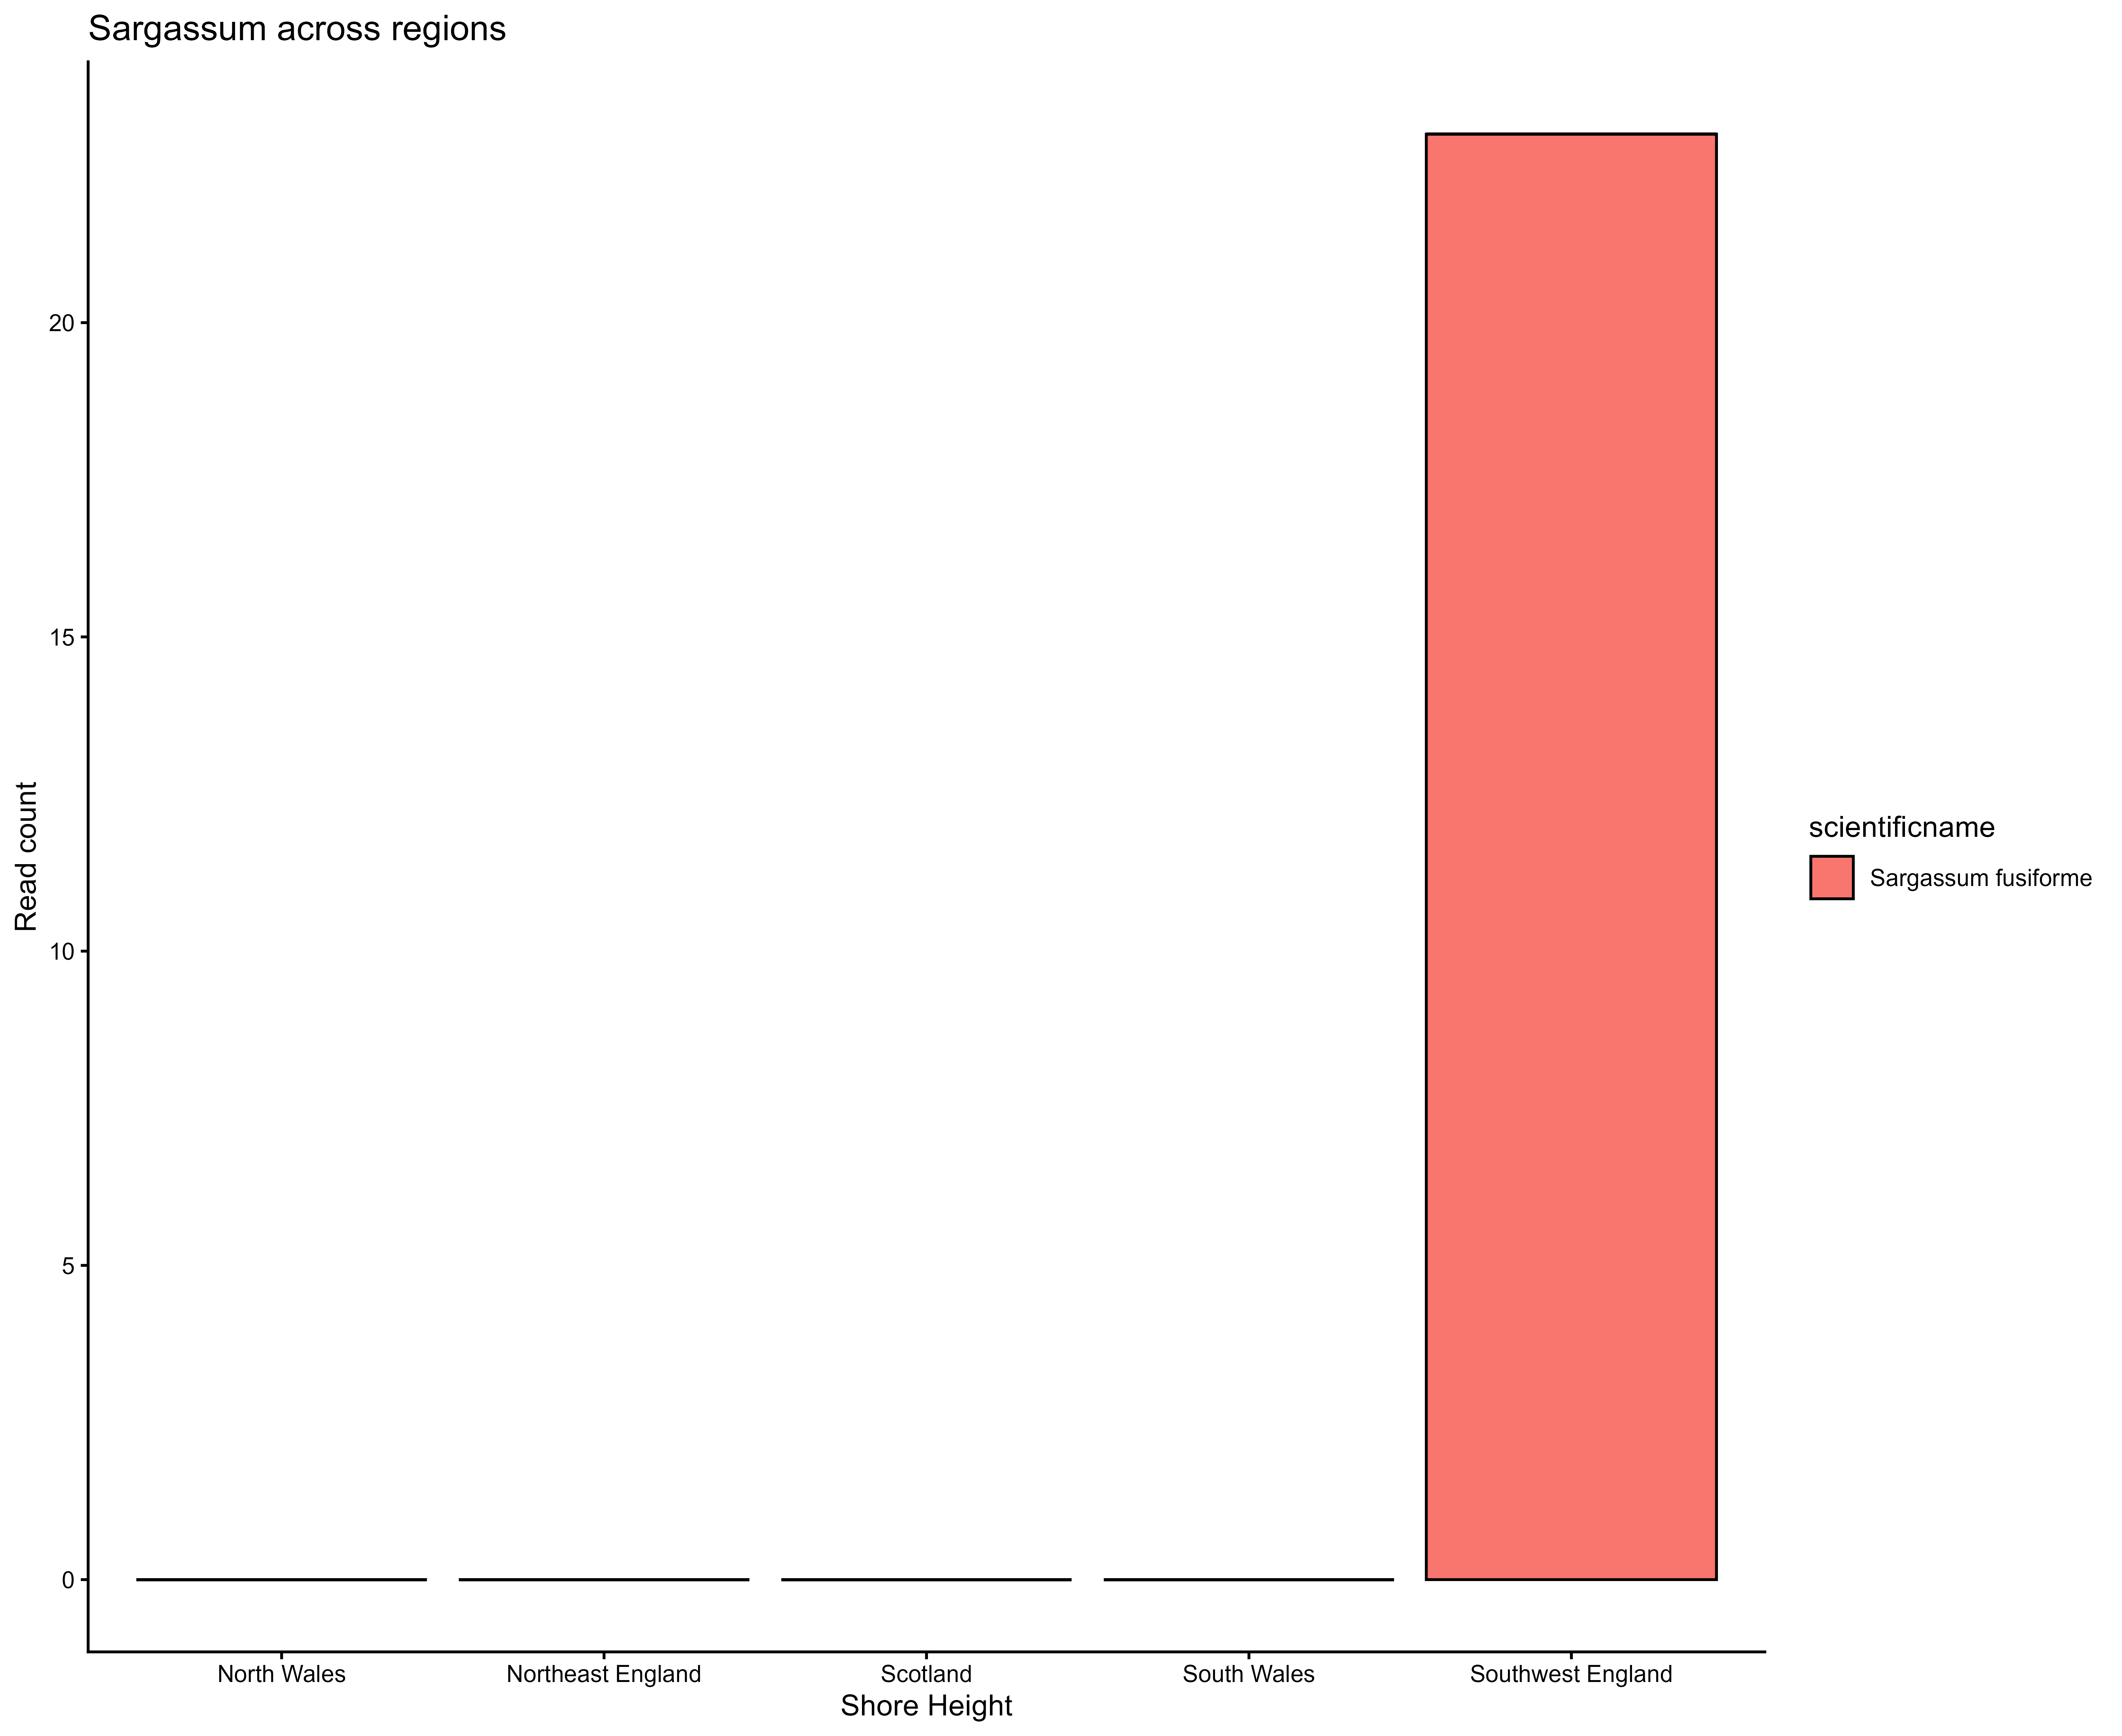 Sargassum across regions
Read count
20
15
10
5
0
North Wales
Northeast England
Scotland
South Wales
Southwest England
Shore Height
scientificname
Sargassum fusiforme